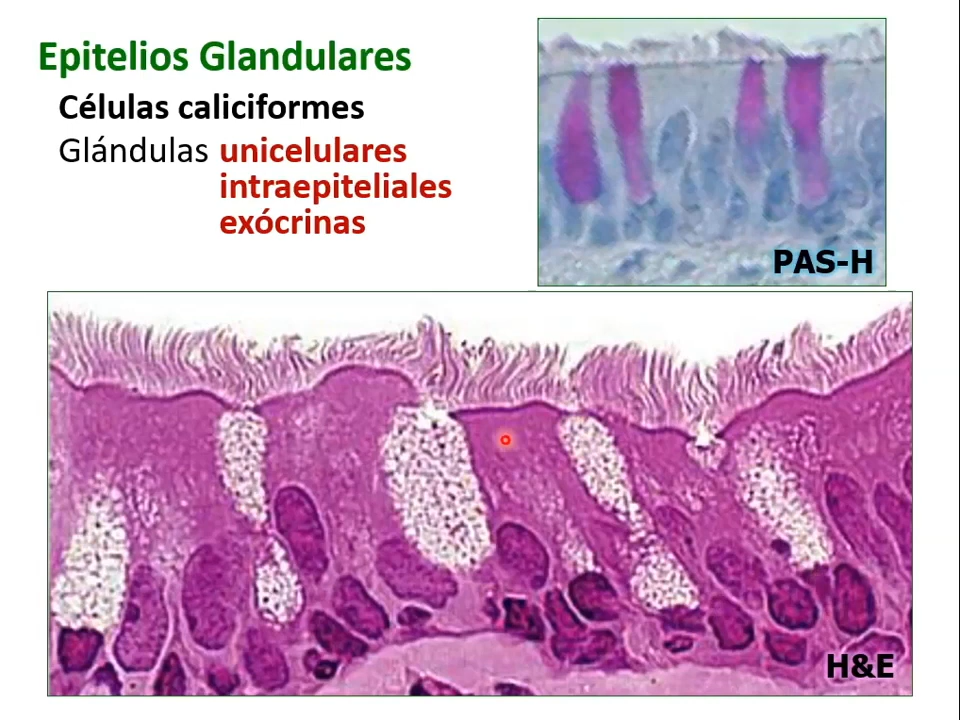 Epitelios Glandulares
Células caliciformes
Glándulas unicelulares
intraepiteliales
exócrinas
PAS-H
H&E